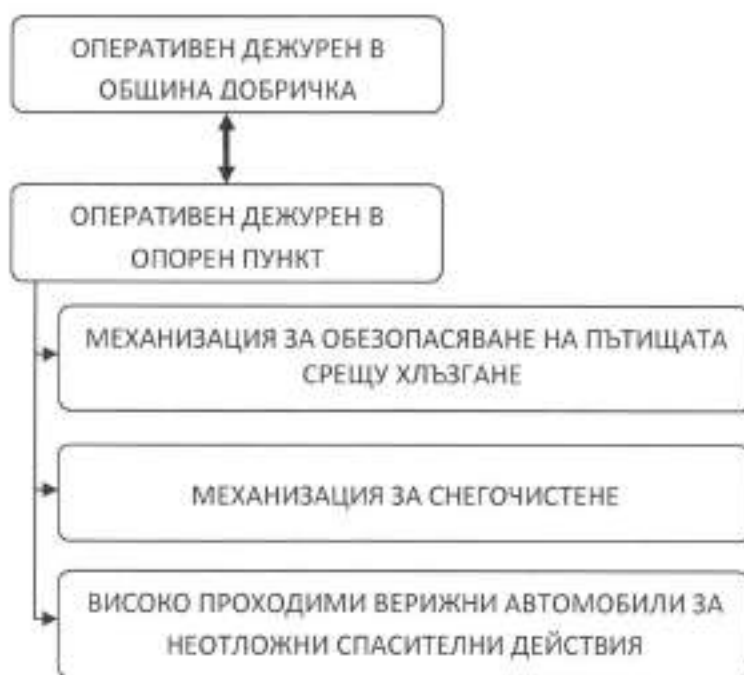 ОПЕРАТИВЕН ДЕЖУРЕН В
ОБЩИНА ДОБРИЧКА
ОПЕРАТИВЕН ДЕЖУРЕН В
ОПОРЕН ПУНКТ
МЕХАНИЗАЦИЯ ЗА ОБЕЗОПАСЯВАНЕ НА ПЪТИЩАТА
СРЕЩУ ХЛЪЗГАНЕ
МЕХАНИЗАЦИЯ ЗА СНЕГОЧИСТЕНЕ
ВИСОКО ПРОХОДИМИ ВЕРИЖНИ АВТОМОБИЛИ ЗА
НЕОТЛОЖНИ СПАСИТЕЛНИ ДЕЙСТВИЯ